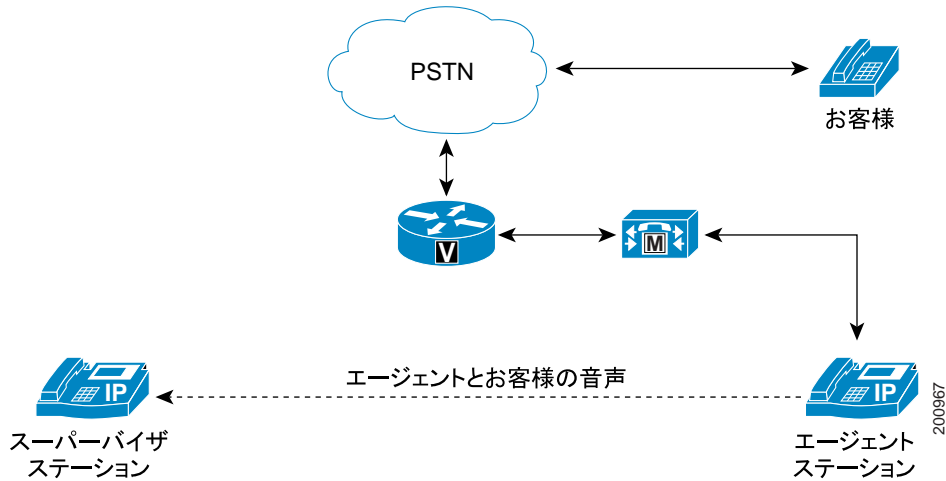 PSTN
お客様
V
M
エージェントとお客様の音声
IP
スーパーバイザ
ステーション
IP
エージェント
ステーション
200967